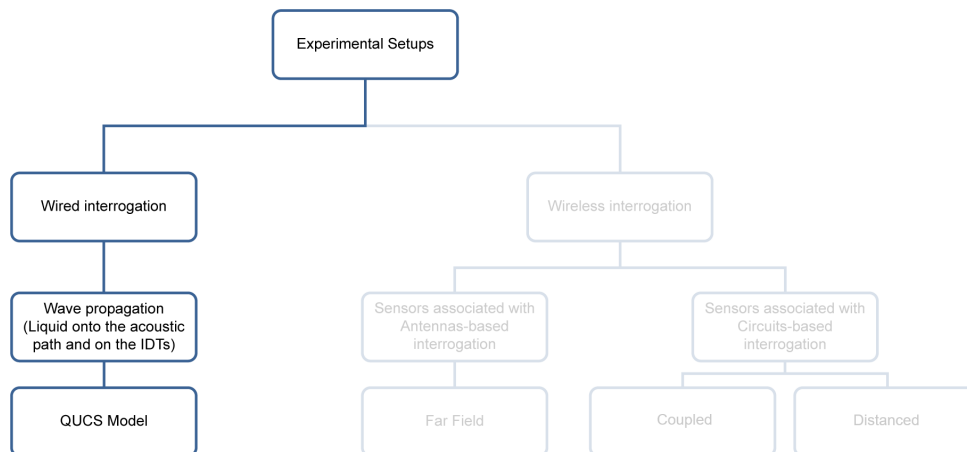 Experimental Setups
Wired interrogation
Wireless interrogation
Wave propagation
(Liquid onto the acoustic
path and on the IDTs)
Sensors associated with
Antennas-based
interrogation
Sensors associated with
Circuits-based
interrogation
QUCS Model
Far Field
Coupled
Distanced